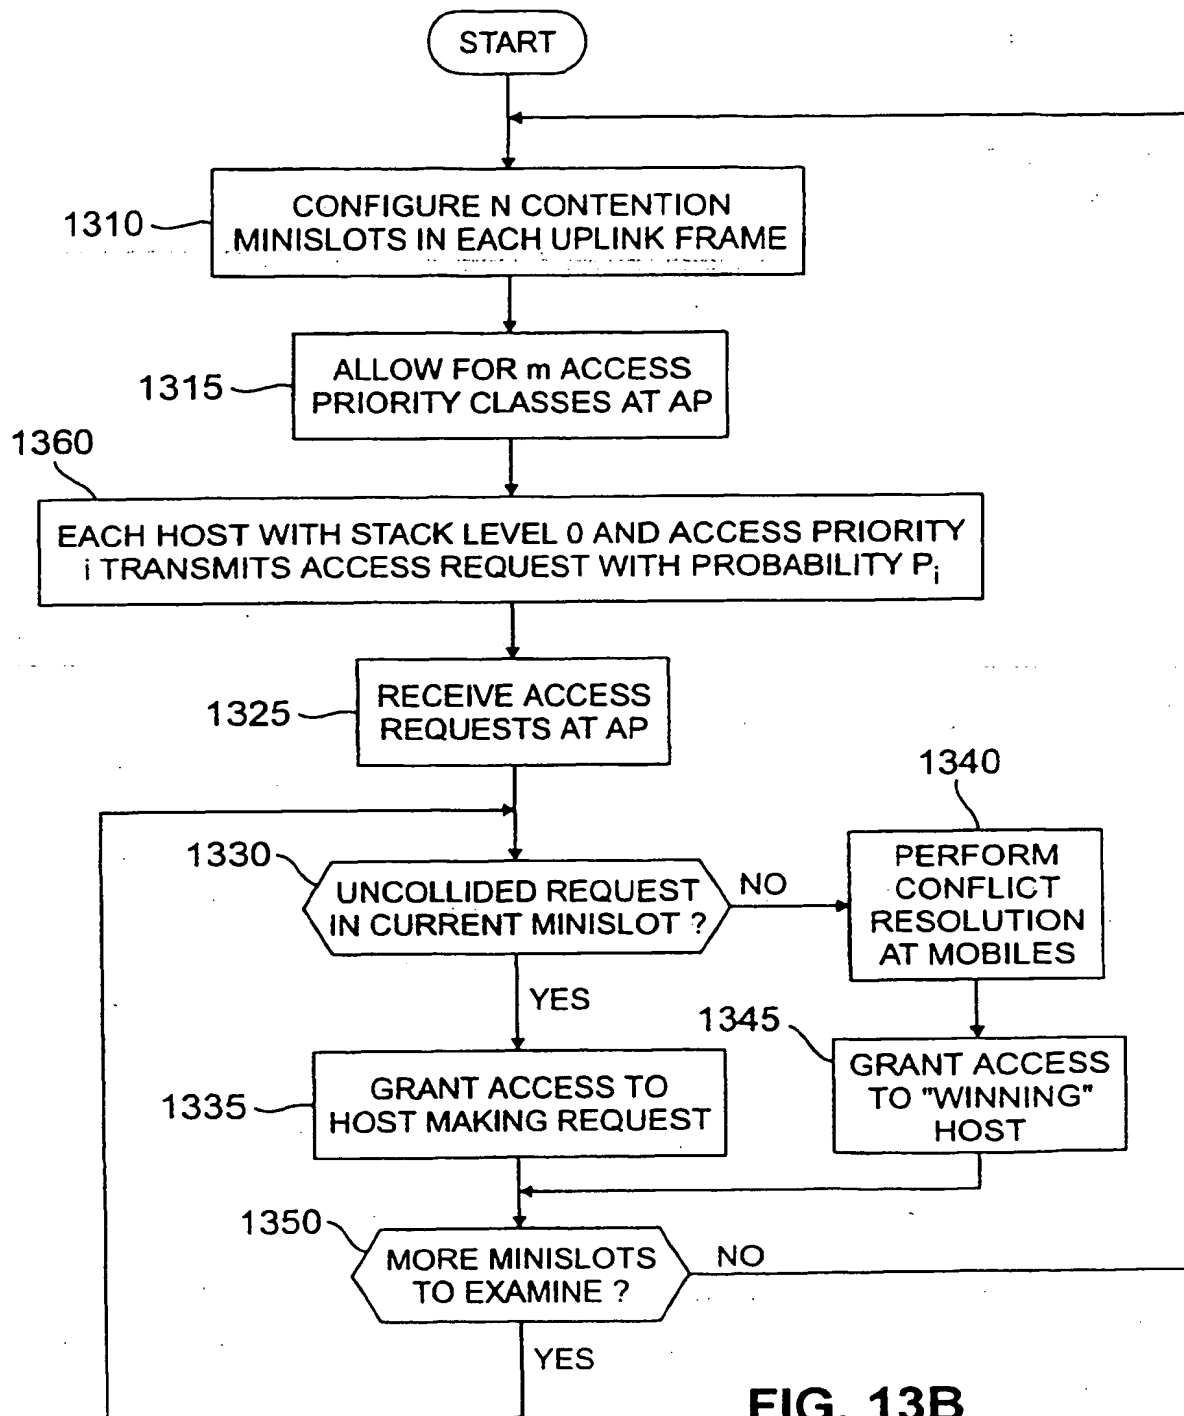 START
1310
CONFIGURE N CONTENTION
MINISLOTS IN EACH UPLINK FRAME
1315
ALLOW FOR m ACCESS
PRIORITY CLASSES AT AP
1360
EACH HOST WITH STACK LEVEL 0 AND ACCESS PRIORITY
i TRANSMITS ACCESS REQUEST WITH PROBABILITY Pi
1325
RECEIVE ACCESS
REQUESTS AT AP
1330
UNCOLLIDED REQUEST
IN CURRENT MINISLOT ?
NO
1340
PERFORM
CONFLICT
RESOLUTION
AT MOBILES
YES
1345
GRANT ACCESS
TO "WINNING"
HOST
1335
GRANT ACCESS TO
HOST MAKING REQUEST
1350
MORE MINISLOTS
TO EXAMINE ?
NO
YES
FIG. 13B